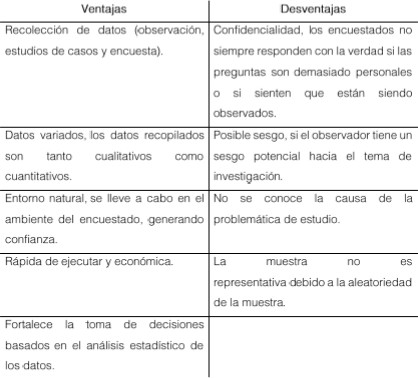 Ventajas Desventajas
Recolección de datos (observación,
estudios de casos y encuesta).
Confidencialidad, los encuestados no
siempre responden con la verdad si las
preguntas son demasiado personales
o si sienten que están siendo
observados.
Datos variados, los datos recopilados
son tanto cualitativos como
cuantitativos.
Posible sesgo, si el observador tiene un
sesgo potencial hacia el tema de
investigación.
Entorno natural, se lleve a cabo en el
ambiente del encuestado, generando
confianza.
No se conoce la causa de la
problemática de estudio.
Rápida de ejecutar y económica.
La muestra no es
representativa debido a la aleatoriedad
de la muestra.
Fortalece la toma de decisiones
basados en el análisis estadístico de
los datos.